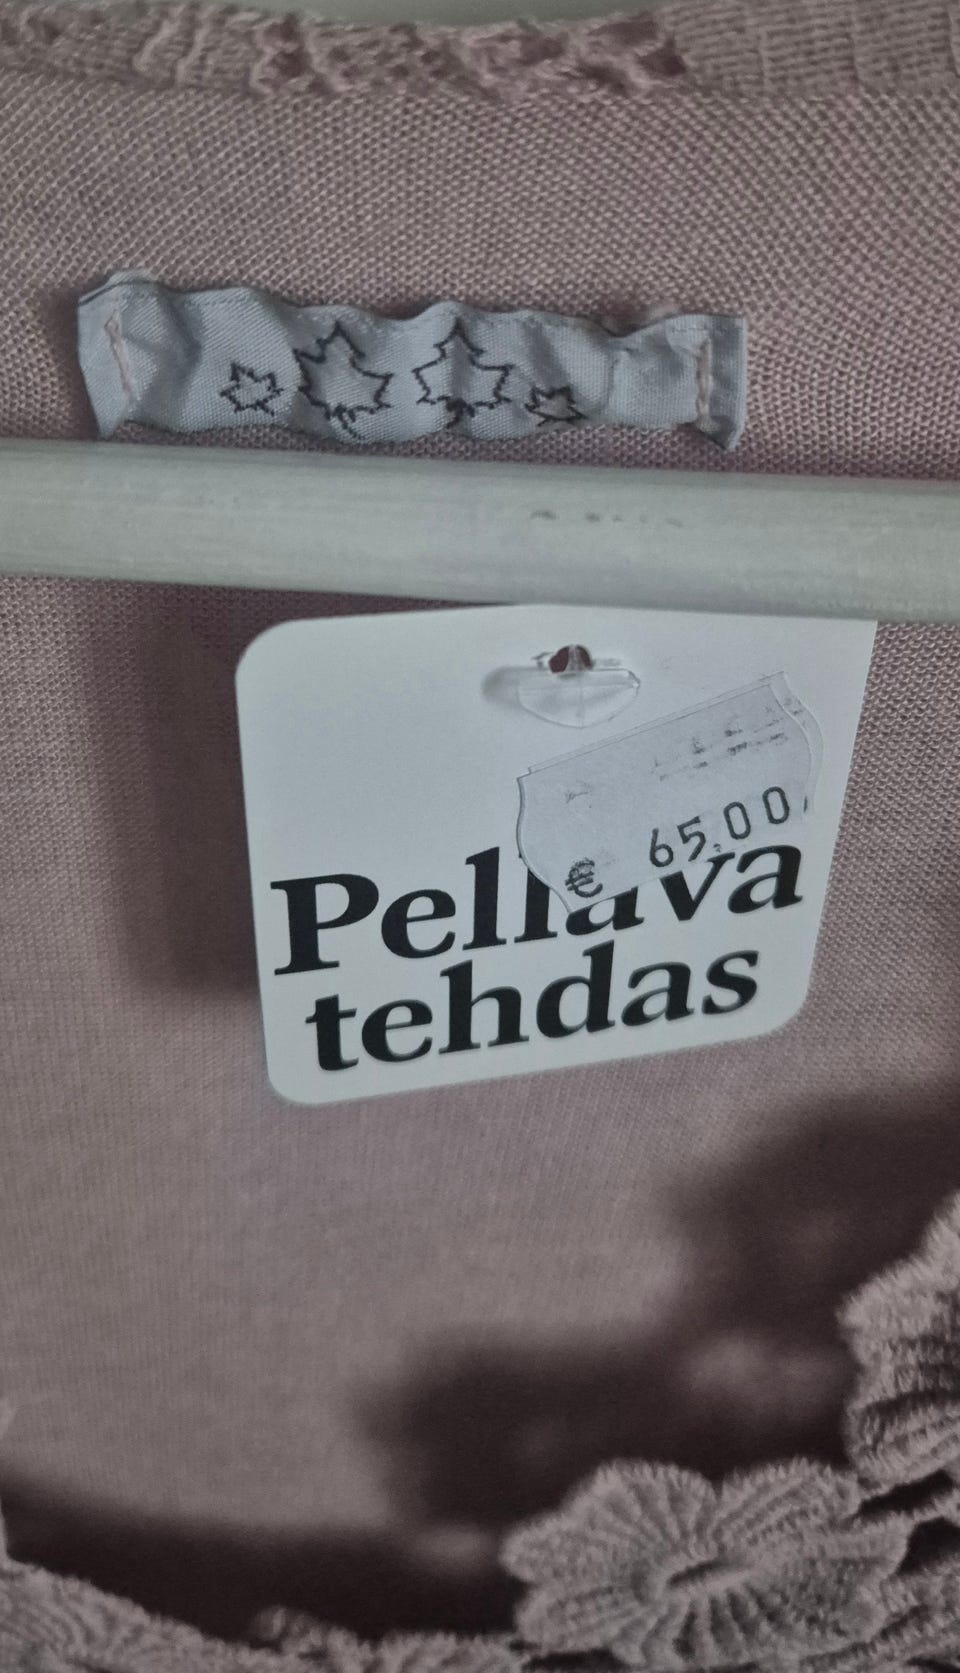 € 65,00
Pellava
tehdas